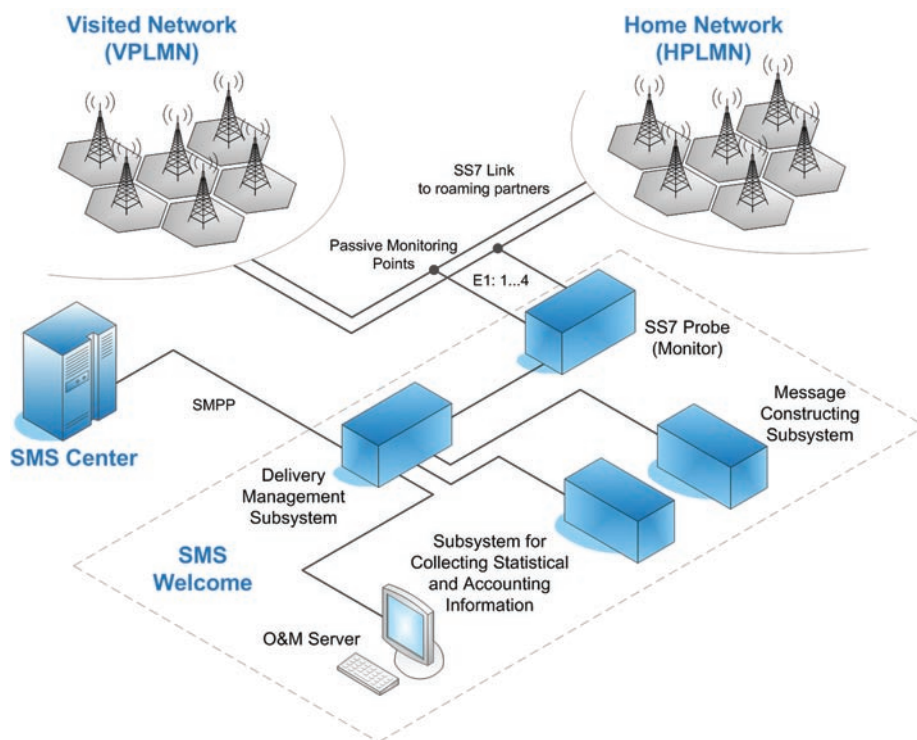 Visited Network
(VPLMN)
Home Network
(HPLMN)
SS7 Link
to roaming partners
Passive Monitoring
Points
E1: 1...4
SS7 Probe
(Monitor)
Message
Constructing
Subsystem
SMPP
SMS Center
Delivery
Management
Subsystem
SMS
Welcome
Subsystem for
Collecting Statistical
and Accounting
Information
O&M Server